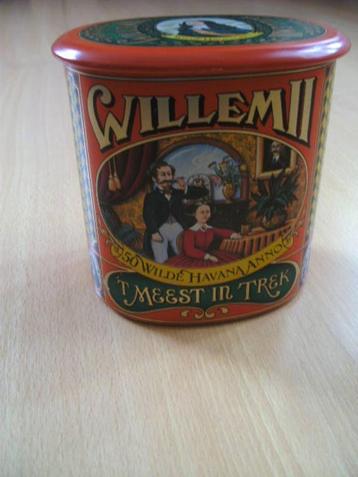 WILLEM II
50 WILDE HAVANA ANNO
'T MEEST IN TREK